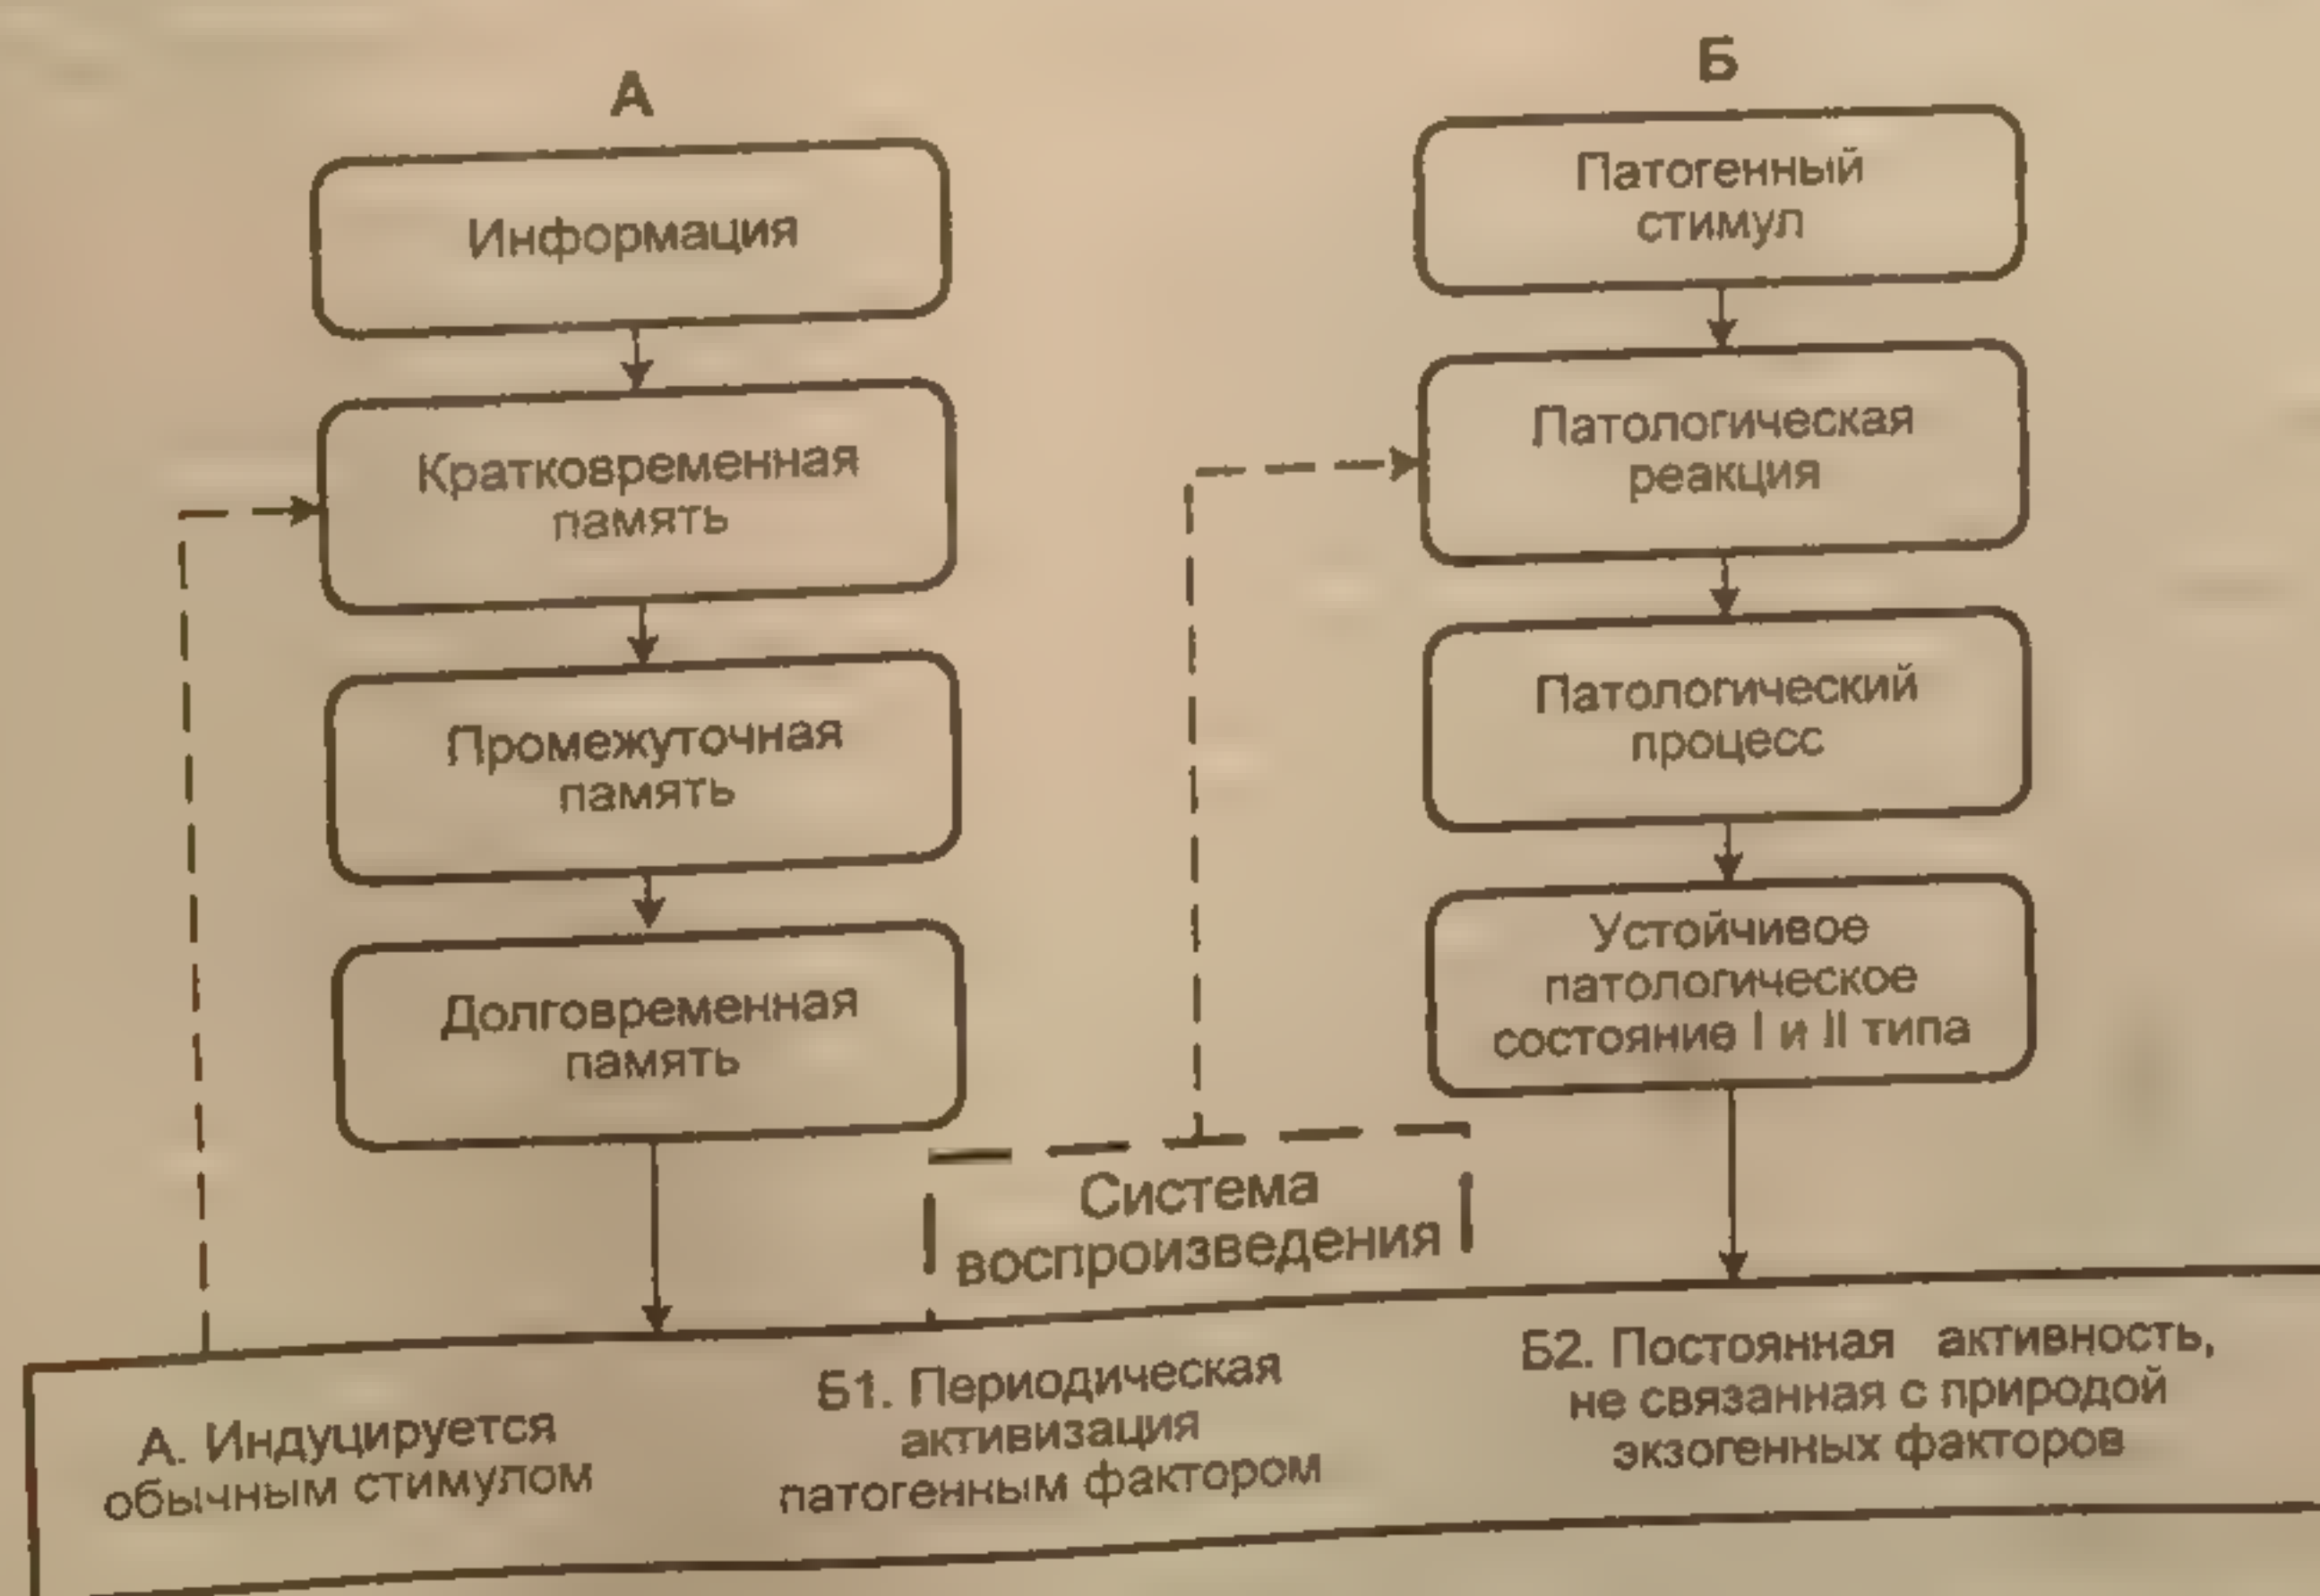 А
Информация
Кратковременная
память
Промежуточная
память
Долговременная
память
Б
Патогенный
стимул
Патологическая
реакция
Патологический
процесс
Устойчивое
патологическое
состояние I и II типа
Система
воспроизведения
А. Индуцируется
обычным стимулом
Б1. Периодическая
активизация
патогенным фактором
Б2. Постоянная активность,
не связанная с природой
экзогенных факторов